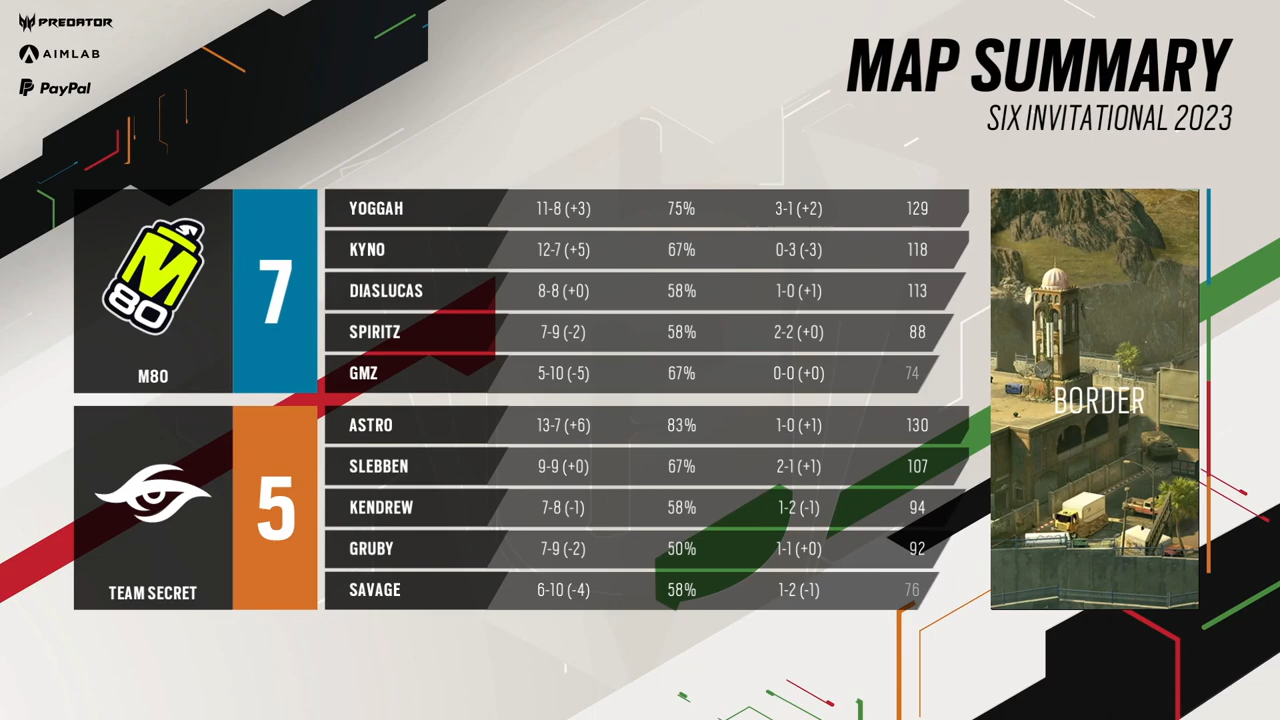 PREDATOR
AIMLAB
PayPal
MAP SUMMARY
SIX INVITATIONAL 2023
M80
M80
7
YOGGAH 11-8 (+3) 75% 3-1 (+2) 129
KYNO 12-7 (+5) 67% 0-3 (-3) 118
DIASLUCAS 8-8 (+0) 58% 1-0 (+1) 113
SPIRITZ 7-9 (-2) 58% 2-2 (+0) 88
GMZ 5-10 (-5) 67% 0-0 (+0) 74
TEAM SECRET
5
ASTRO 13-7 (+6) 83% 1-0 (+1) 130
SLEBBEN 9-9 (+0) 67% 2-1 (+1) 107
KENDREW 7-8 (-1) 58% 1-2 (-1) 94
GRUBY 7-9 (-2) 50% 1-1 (+0) 92
SAVAGE 6-10 (-4) 58% 1-2 (-1) 76
BORDER